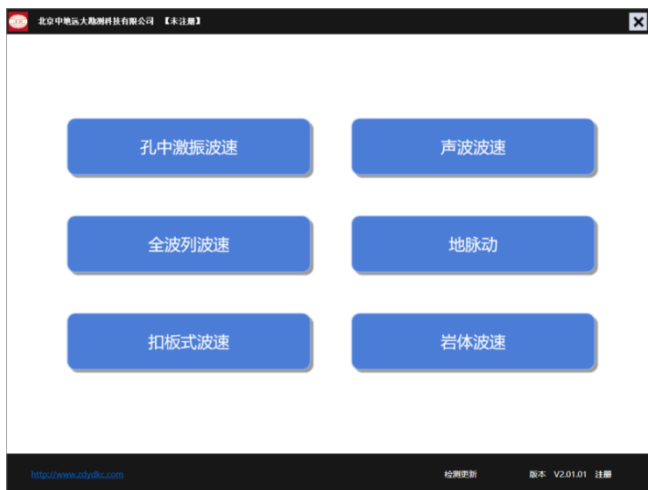 北京中地远大勘测科技有限公司 【未注册】
孔中激振波速 声波波速
全波列波速 地脉动
扣板式波速 岩体波速
http://www.zdydkc.com 检测更新 版本 V2.01.01 注册